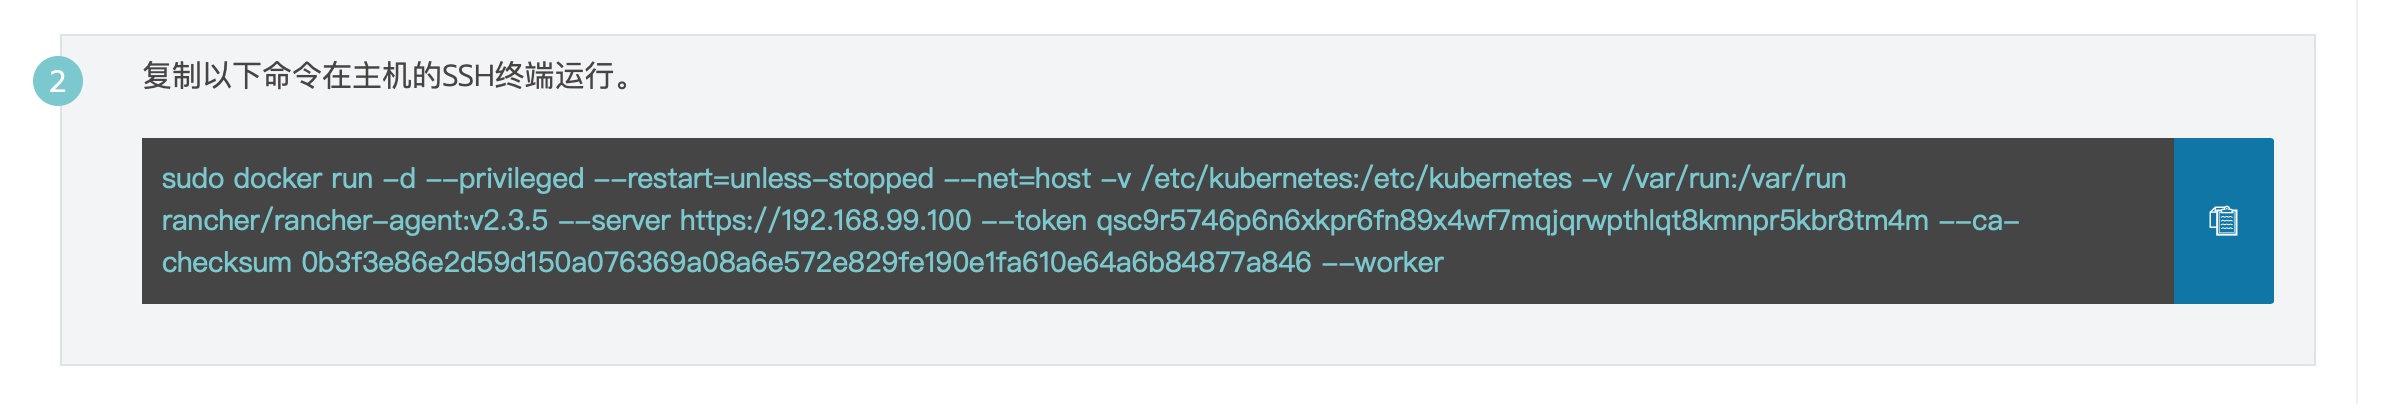 2
复制以下命令在主机的SSH终端运行。
sudo docker run -d --privileged --restart=unless-stopped --net=host -v /etc/kubernetes:/etc/kubernetes -v /var/run:/var/run
rancher/rancher-agent:v2.3.5 --server https://192.168.99.100 --token qsc9r5746p6n6xkpr6fn89x4wf7mqjqrwpthlqt8kmnpr5kbr8tm4m --ca-
checksum 0b3f3e86e2d59d150a076369a08a6e572e829fe190e1fa610e64a6b84877a846 --worker